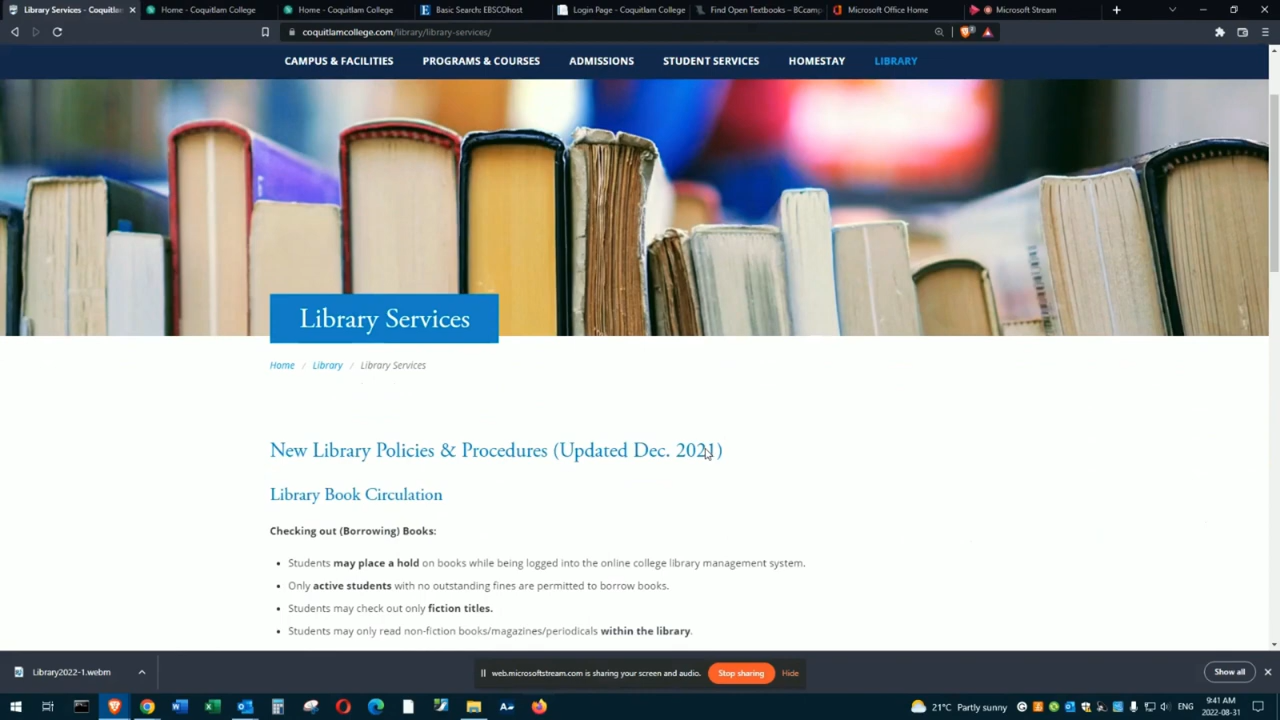 Library Services - Coquitla
Home - Coquitlam College
Home - Coquitlam College
Basic Search: EBSCOhost
Login Page - Coquitlam College
Find Open Textbooks – BCcamp
Microsoft Office Home
Microsoft Stream
coquitlamcollege.com/library/library-services/
CAMPUS & FACILITIES PROGRAMS & COURSES ADMISSIONS STUDENT SERVICES HOMESTAY LIBRARY
Library Services
Home / Library / Library Services
New Library Policies & Procedures (Updated Dec. 2021)
Library Book Circulation
Checking out (Borrowing) Books:
• Students may place a hold on books while being logged into the online college library management system.
• Only active students with no outstanding fines are permitted to borrow books.
• Students may check out only fiction titles.
• Students may only read non-fiction books/magazines/periodicals within the library.
Library2022-1.webm
web.microsoftstream.com is sharing your screen and audio. Stop sharing Hide
Show all
21°C Partly sunny
ENG
9:41 AM
2022-08-31